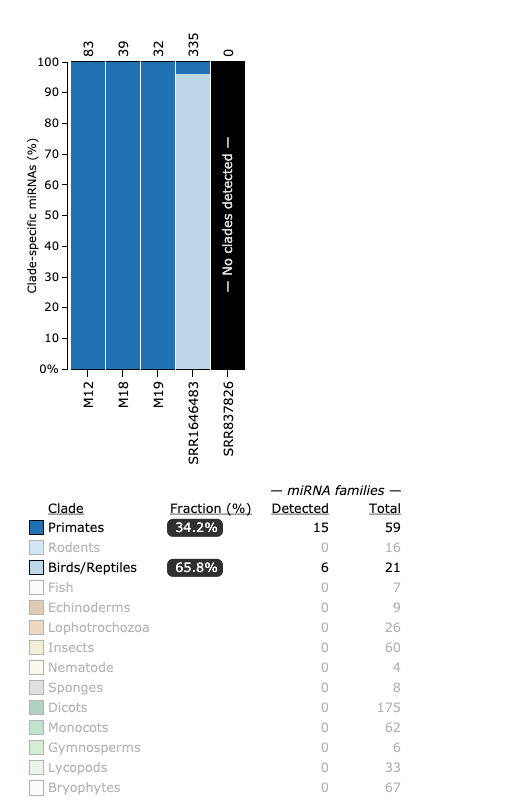 83
39
32
335
0
Clade-specific miRNAs (%)
100
90
80
70
60
50
40
30
20
10
0%
— No clades detected —
M12
M18
M19
SRR1646483
SRR837826
— miRNA families —
Clade Fraction (%) Detected Total
Primates 34.2% 15 59
Rodents 0 16
Birds/Reptiles 65.8% 6 21
Fish 0 7
Echinoderms 0 9
Lophotrochozoa 0 26
Insects 0 60
Nematode 0 4
Sponges 0 8
Dicots 0 175
Monocots 0 62
Gymnosperms 0 6
Lycopods 0 33
Bryophytes 0 67